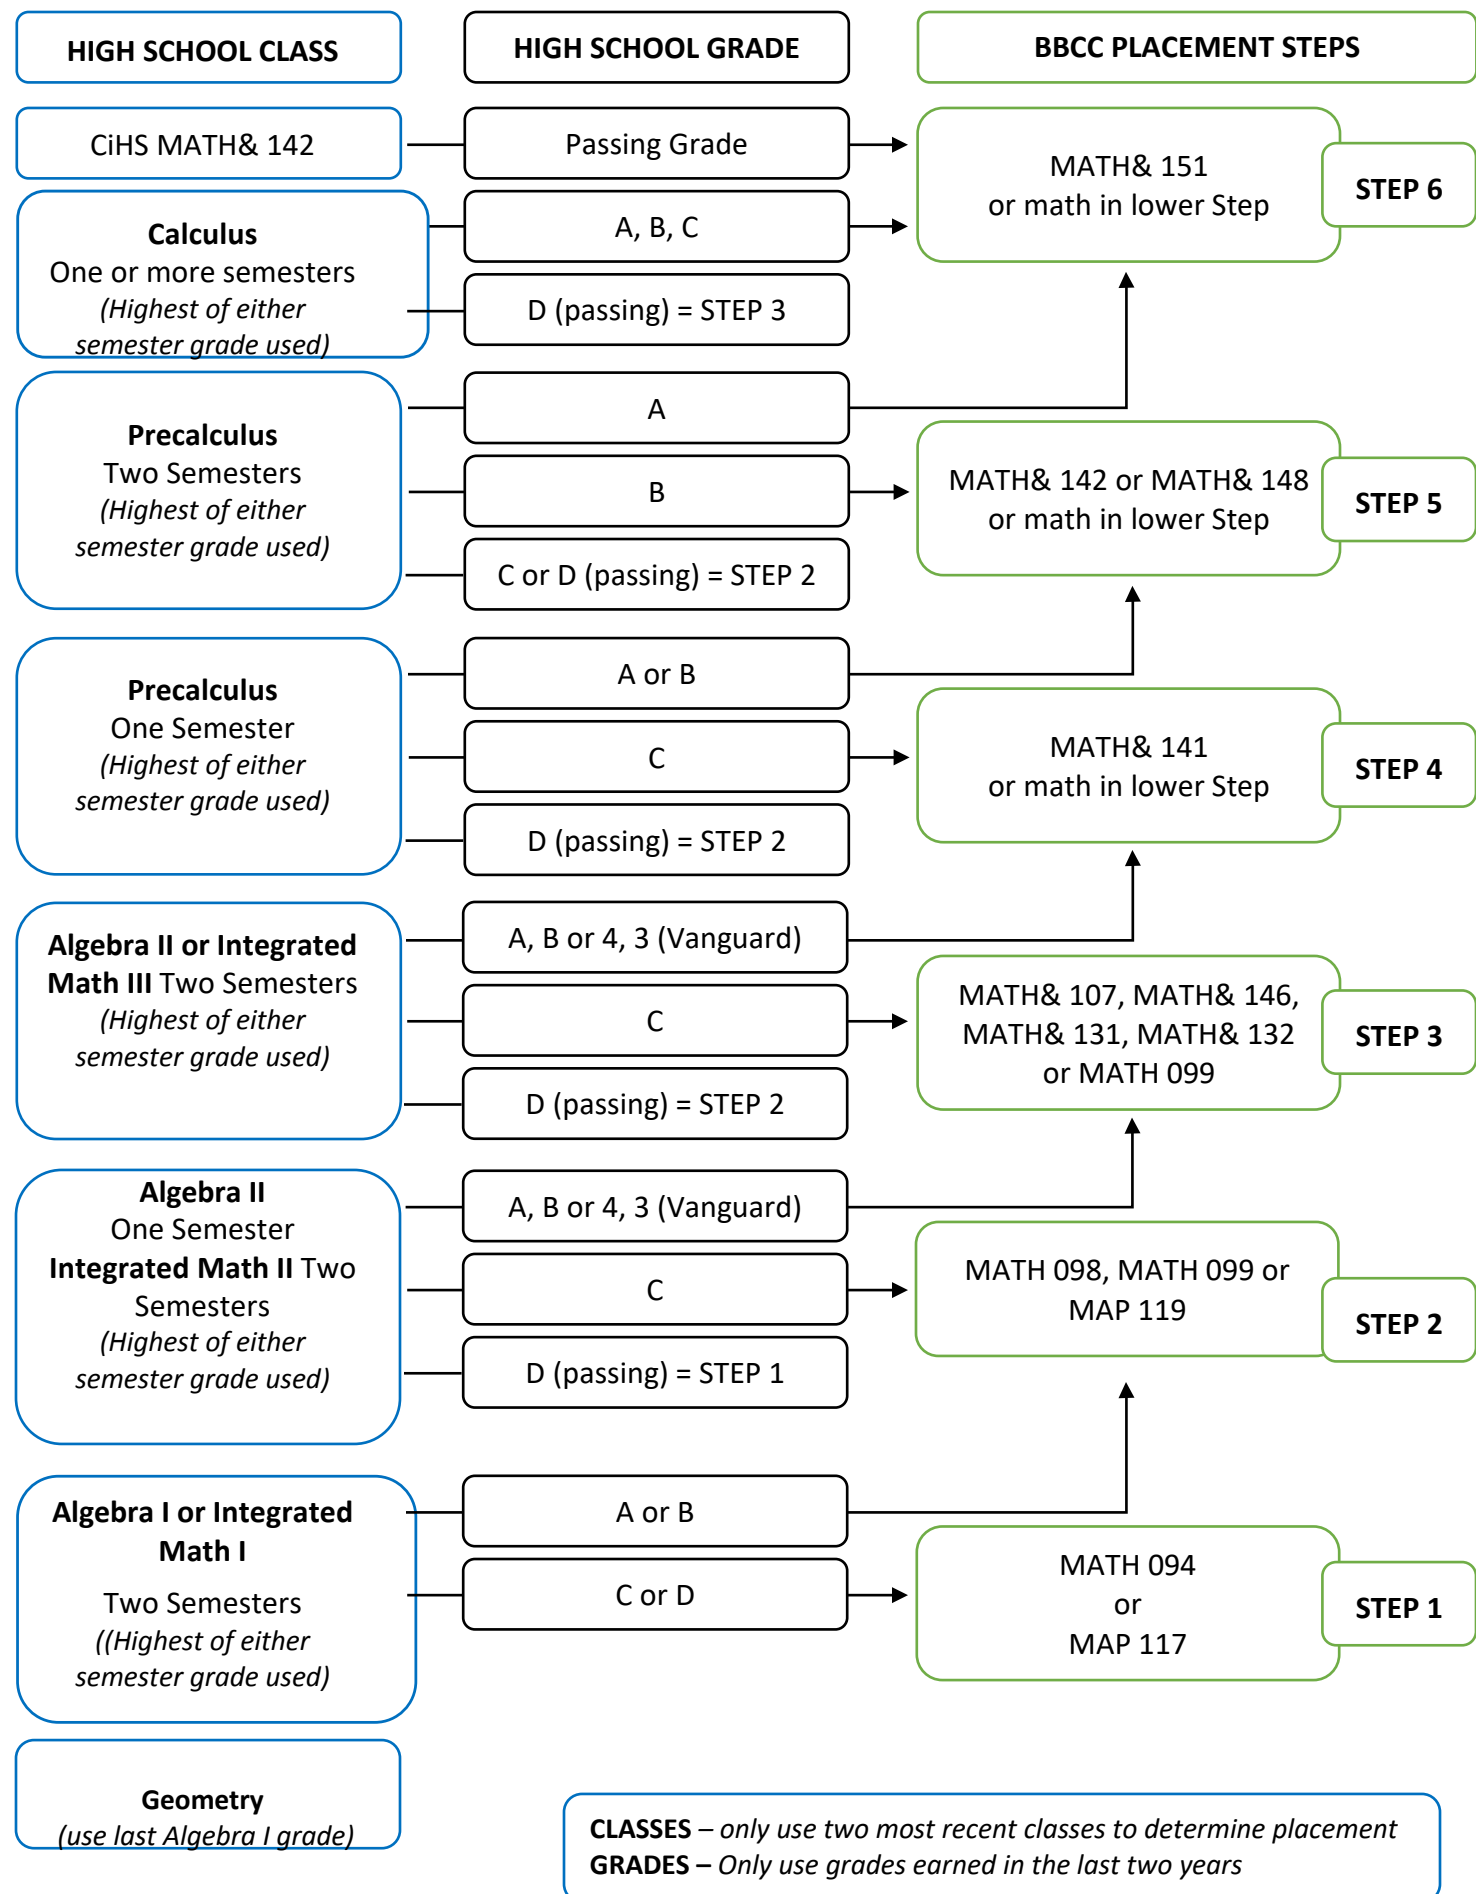 HIGH SCHOOL CLASS
HIGH SCHOOL GRADE
BBCC PLACEMENT STEPS
CiHS MATH& 142
Passing Grade
MATH& 151
or math in lower Step
STEP 6
Calculus
One or more semesters
(Highest of either
semester grade used)
A, B, C
D (passing) = STEP 3
Precalculus
Two Semesters
(Highest of either
semester grade used)
A
B
C or D (passing) = STEP 2
MATH& 142 or MATH& 148
or math in lower Step
STEP 5
Precalculus
One Semester
(Highest of either
semester grade used)
A or B
C
D (passing) = STEP 2
MATH& 141
or math in lower Step
STEP 4
Algebra II or Integrated
Math III Two Semesters
(Highest of either
semester grade used)
A, B or 4, 3 (Vanguard)
C
D (passing) = STEP 2
MATH& 107, MATH& 146,
MATH& 131, MATH& 132
or MATH 099
STEP 3
Algebra II
One Semester
Integrated Math II Two
Semesters
(Highest of either
semester grade used)
A, B or 4, 3 (Vanguard)
C
D (passing) = STEP 1
MATH 098, MATH 099 or
MAP 119
STEP 2
Algebra I or Integrated
Math I
Two Semesters
((Highest of either
semester grade used)
A or B
C or D
MATH 094
or
MAP 117
STEP 1
Geometry
(use last Algebra I grade)
CLASSES – only use two most recent classes to determine placement
GRADES – Only use grades earned in the last two years